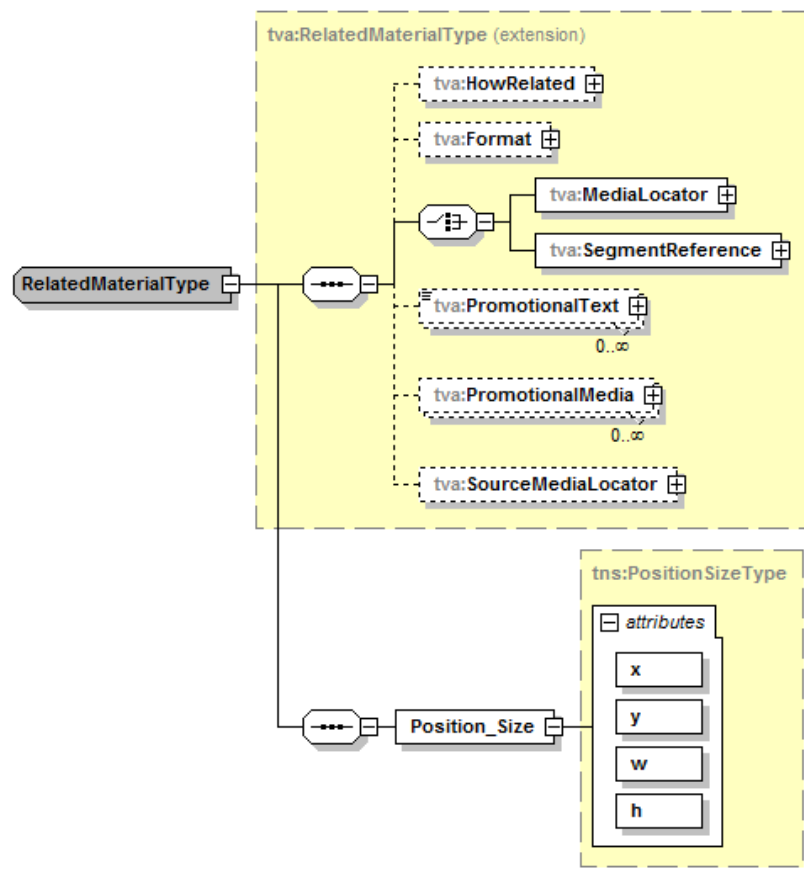 tva:RelatedMaterialType (extension)
tva:HowRelated
tva:Format
tva:MediaLocator
tva:SegmentReference
RelatedMaterialType
tva:PromotionalText
0..∞
tva:PromotionalMedia
0..∞
tva:SourceMediaLocator
tns:PositionSizeType
attributes
x
y
Position_Size
w
h